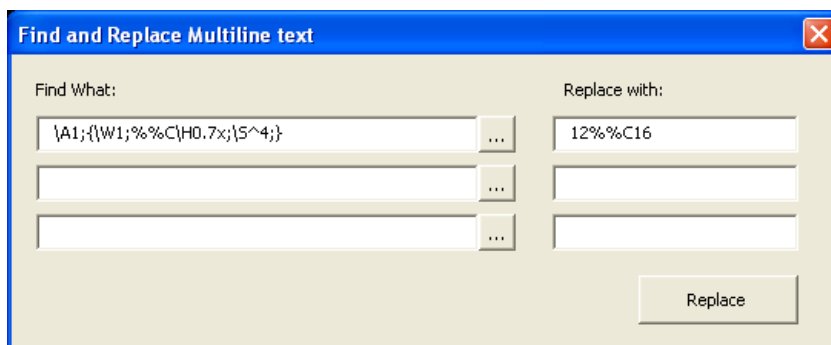 Find and Replace Multiline text
Find What: Replace with:
\A1;{\W1;%%C\H0.7x;\S^4;} ... 12%%C16
...
...
Replace